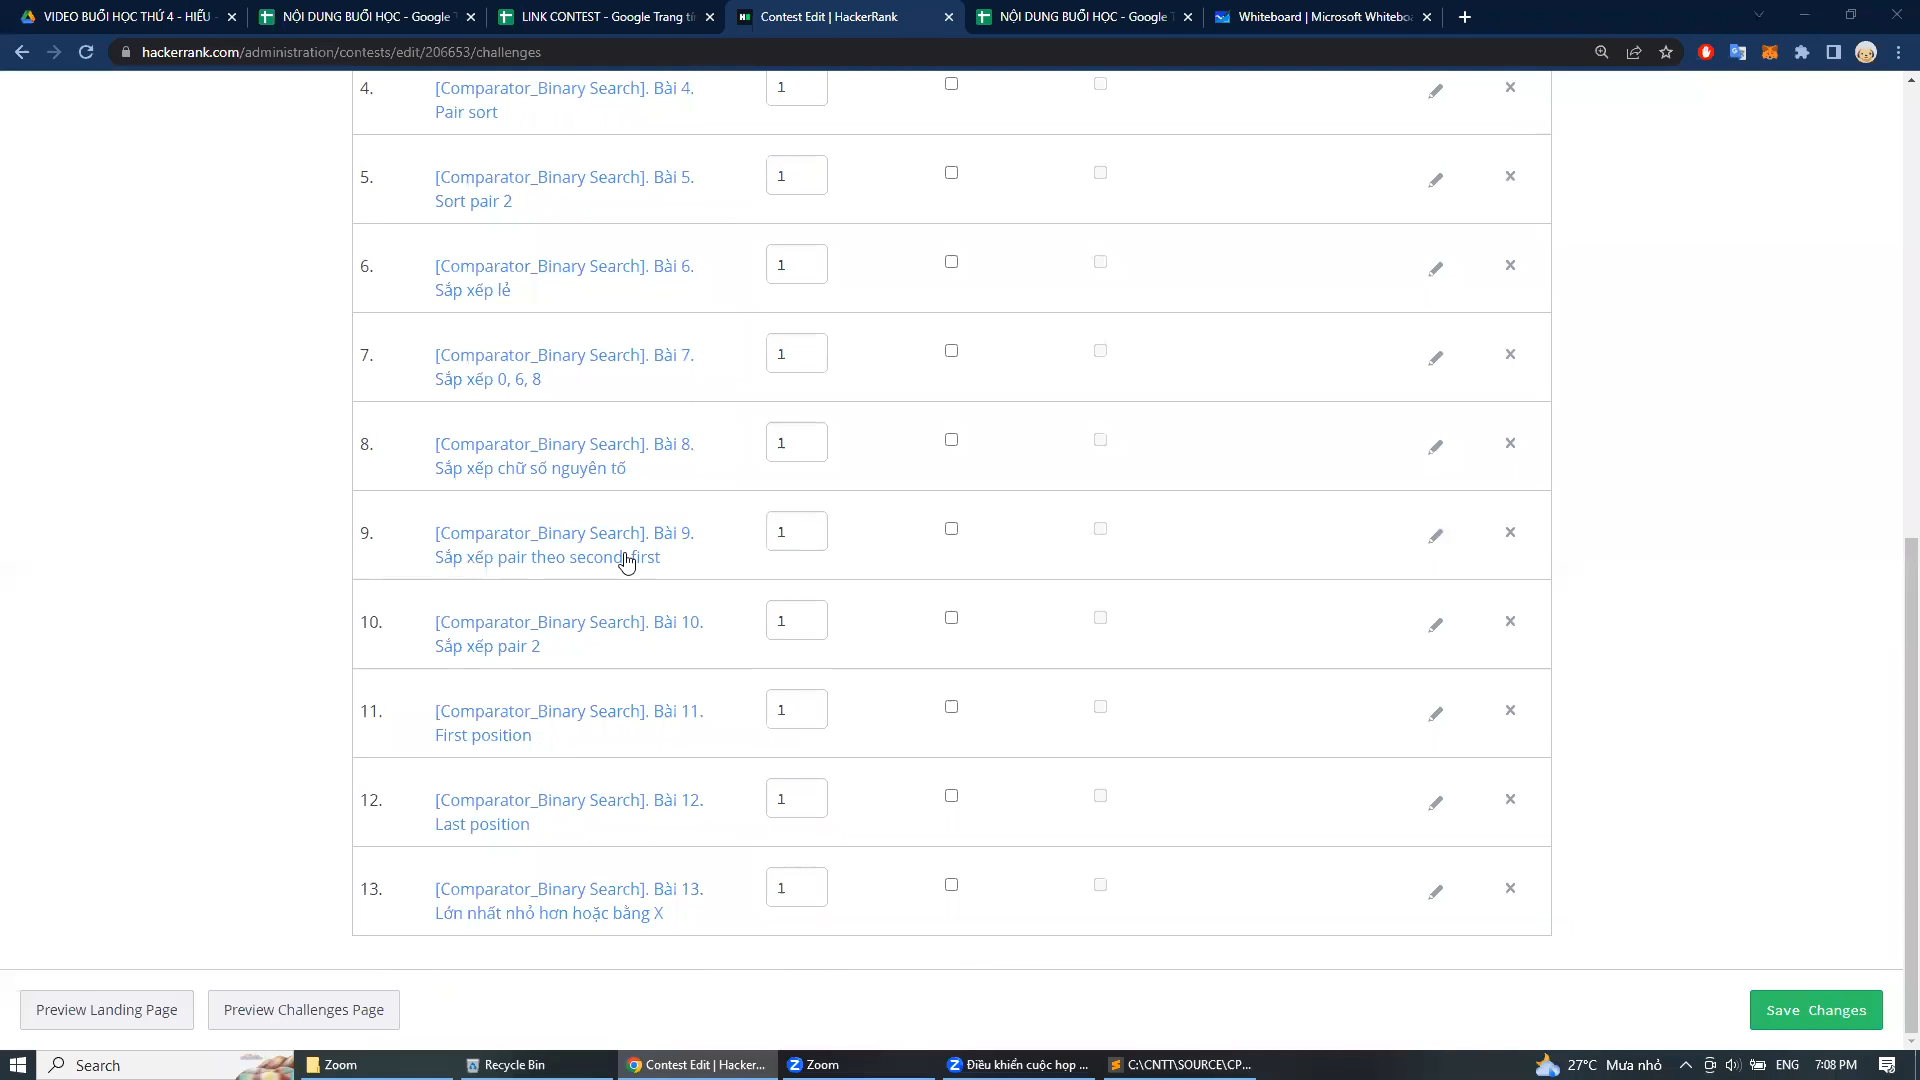 VIDEO BUỔI HỌC THỨ 4 - HIẾU
NỘI DUNG BUỔI HỌC - Google
LINK CONTEST - Google Trang tí
Contest Edit | HackerRank
NỘI DUNG BUỔI HỌC - Google
Whiteboard | Microsoft Whitebo
hackerrank.com/administration/contests/edit/206653/challenges
4. [Comparator_Binary Search]. Bài 4. 1
Pair sort
5. [Comparator_Binary Search]. Bài 5. 1
Sort pair 2
6. [Comparator_Binary Search]. Bài 6. 1
Sắp xếp lẻ
7. [Comparator_Binary Search]. Bài 7. 1
Sắp xếp 0, 6, 8
8. [Comparator_Binary Search]. Bài 8. 1
Sắp xếp chữ số nguyên tố
9. [Comparator_Binary Search]. Bài 9. 1
Sắp xếp pair theo second first
10. [Comparator_Binary Search]. Bài 10. 1
Sắp xếp pair 2
11. [Comparator_Binary Search]. Bài 11. 1
First position
12. [Comparator_Binary Search]. Bài 12. 1
Last position
13. [Comparator_Binary Search]. Bài 13. 1
Lớn nhất nhỏ hơn hoặc bằng X
Preview Landing Page
Preview Challenges Page
Save Changes
Search
Zoom
Recycle Bin
Contest Edit | Hacker...
Zoom
Điều khiển cuộc họp ...
C:\CNTT\SOURCE\CP...
27°C Mưa nhỏ
ENG
7:08 PM